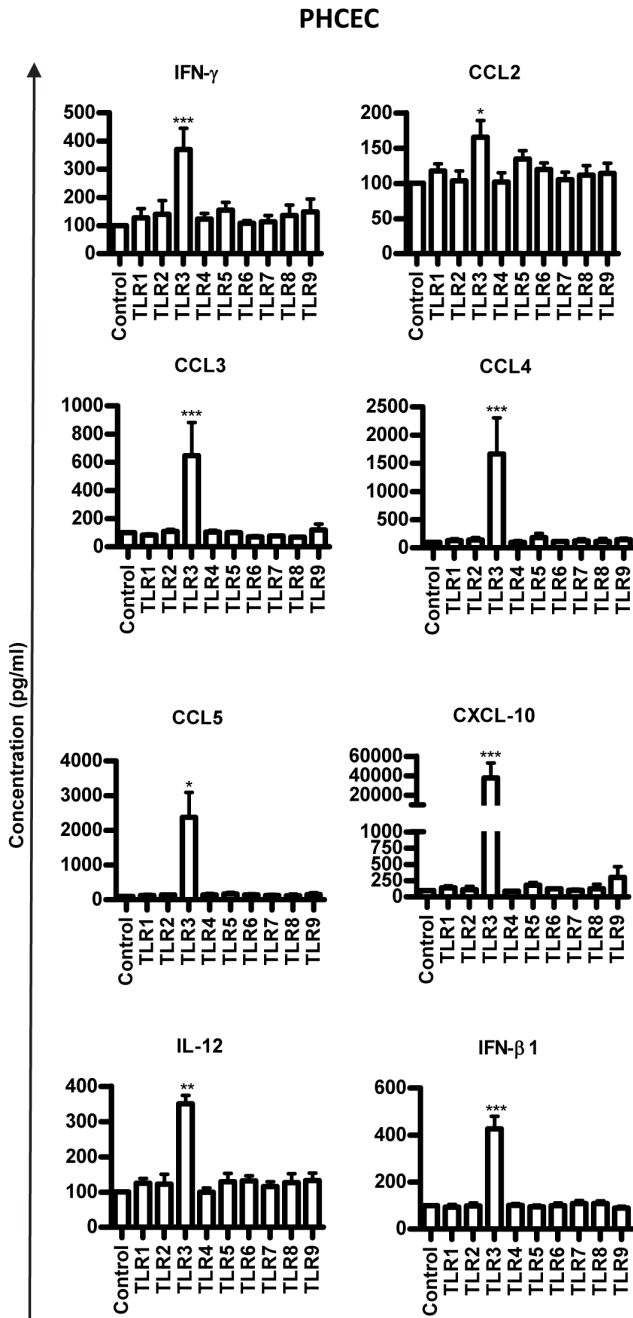 PHCEC
Concentration (pg/ml)
IFN-γ
500
400
300
200
100
0
***
Control
TLR1
TLR2
TLR3
TLR4
TLR5
TLR6
TLR7
TLR8
TLR9
CCL2
200
150
100
50
0
*
Control
TLR1
TLR2
TLR3
TLR4
TLR5
TLR6
TLR7
TLR8
TLR9
CCL3
1000
800
600
400
200
0
***
Control
TLR1
TLR2
TLR3
TLR4
TLR5
TLR6
TLR7
TLR8
TLR9
CCL4
2500
2000
1500
1000
500
0
***
Control
TLR1
TLR2
TLR3
TLR4
TLR5
TLR6
TLR7
TLR8
TLR9
CCL5
4000
3000
2000
1000
0
*
Control
TLR1
TLR2
TLR3
TLR4
TLR5
TLR6
TLR7
TLR8
TLR9
CXCL-10
60000
40000
20000
1000
750
500
250
0
***
Control
TLR1
TLR2
TLR3
TLR4
TLR5
TLR6
TLR7
TLR8
TLR9
IL-12
400
300
200
100
0
**
Control
TLR1
TLR2
TLR3
TLR4
TLR5
TLR6
TLR7
TLR8
TLR9
IFN-β 1
600
400
200
0
***
Control
TLR1
TLR2
TLR3
TLR4
TLR5
TLR6
TLR7
TLR8
TLR9